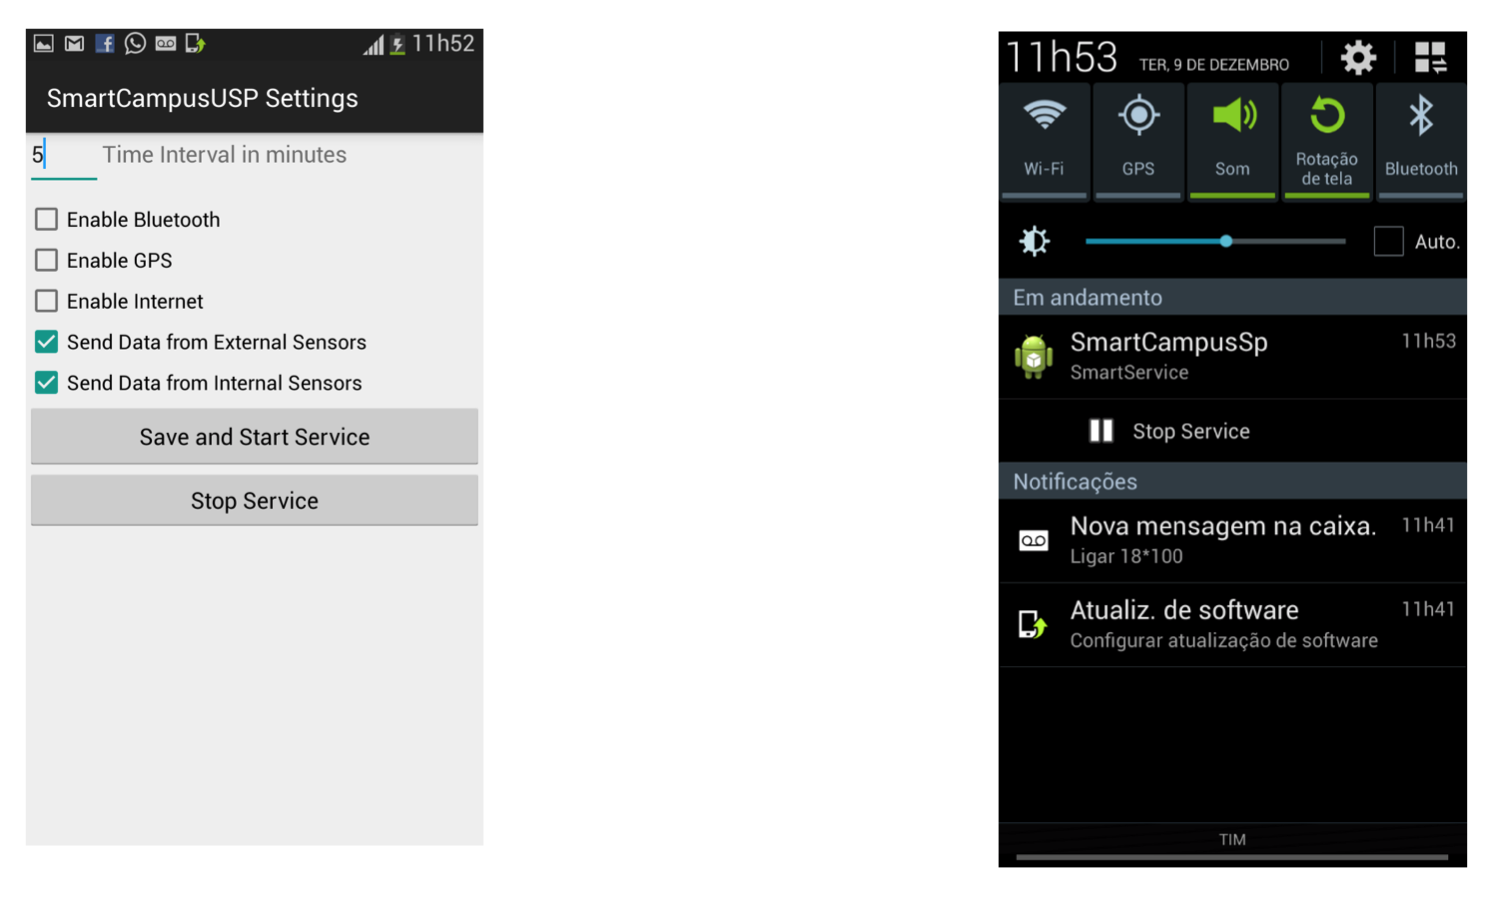 11h52
SmartCampusUSP Settings
5 Time Interval in minutes
Enable Bluetooth
Enable GPS
Enable Internet
Send Data from External Sensors
Send Data from Internal Sensors
Save and Start Service
Stop Service
11h53 TER, 9 DE DEZEMBRO
Wi-Fi GPS Som Rotação de tela Bluetooth
Auto.
Em andamento
SmartCampusSp 11h53
SmartService
Stop Service
Notificações
Nova mensagem na caixa. 11h41
Ligar 18*100
Atualiz. de software 11h41
Configurar atualização de software
TIM